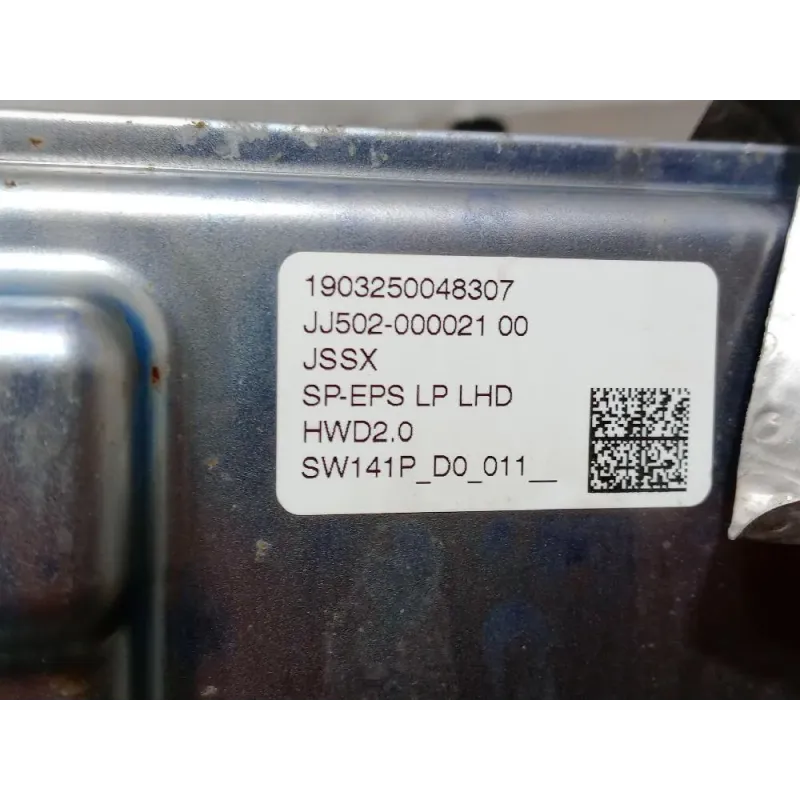 1903250048307
JJ502-000021 00
JSSX
SP-EPS LP LHD
HWD2.0
SW141P_D0_011__